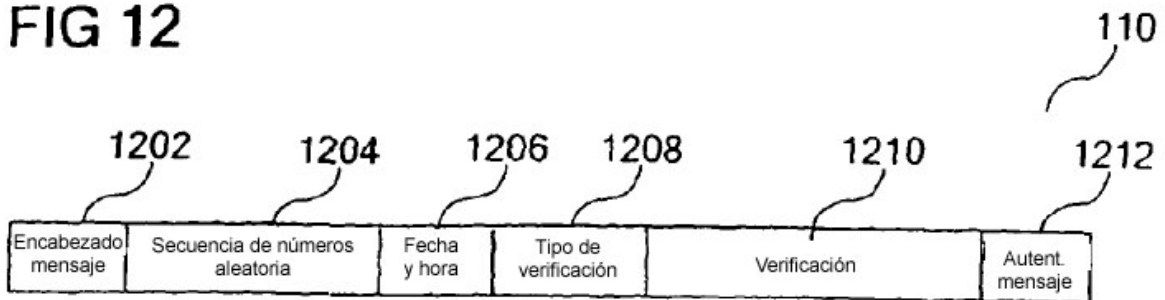 FIG 12
110
1202 1204 1206 1208 1210 1212
Encabezado
mensaje
Secuencia de números
aleatoria
Fecha
y hora
Tipo de
verificación
Verificación
Autent.
mensaje